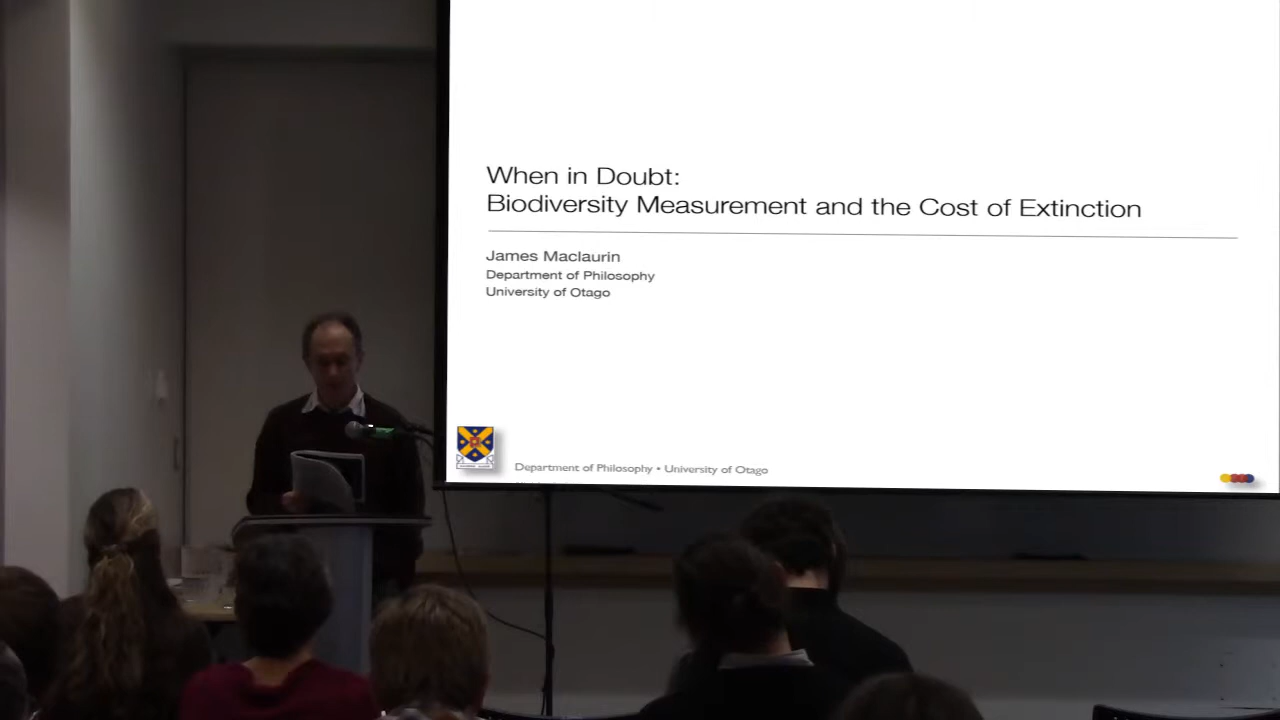 When in Doubt:
Biodiversity Measurement and the Cost of Extinction
James Maclaurin
Department of Philosophy
University of Otago
Department of Philosophy • University of Otago